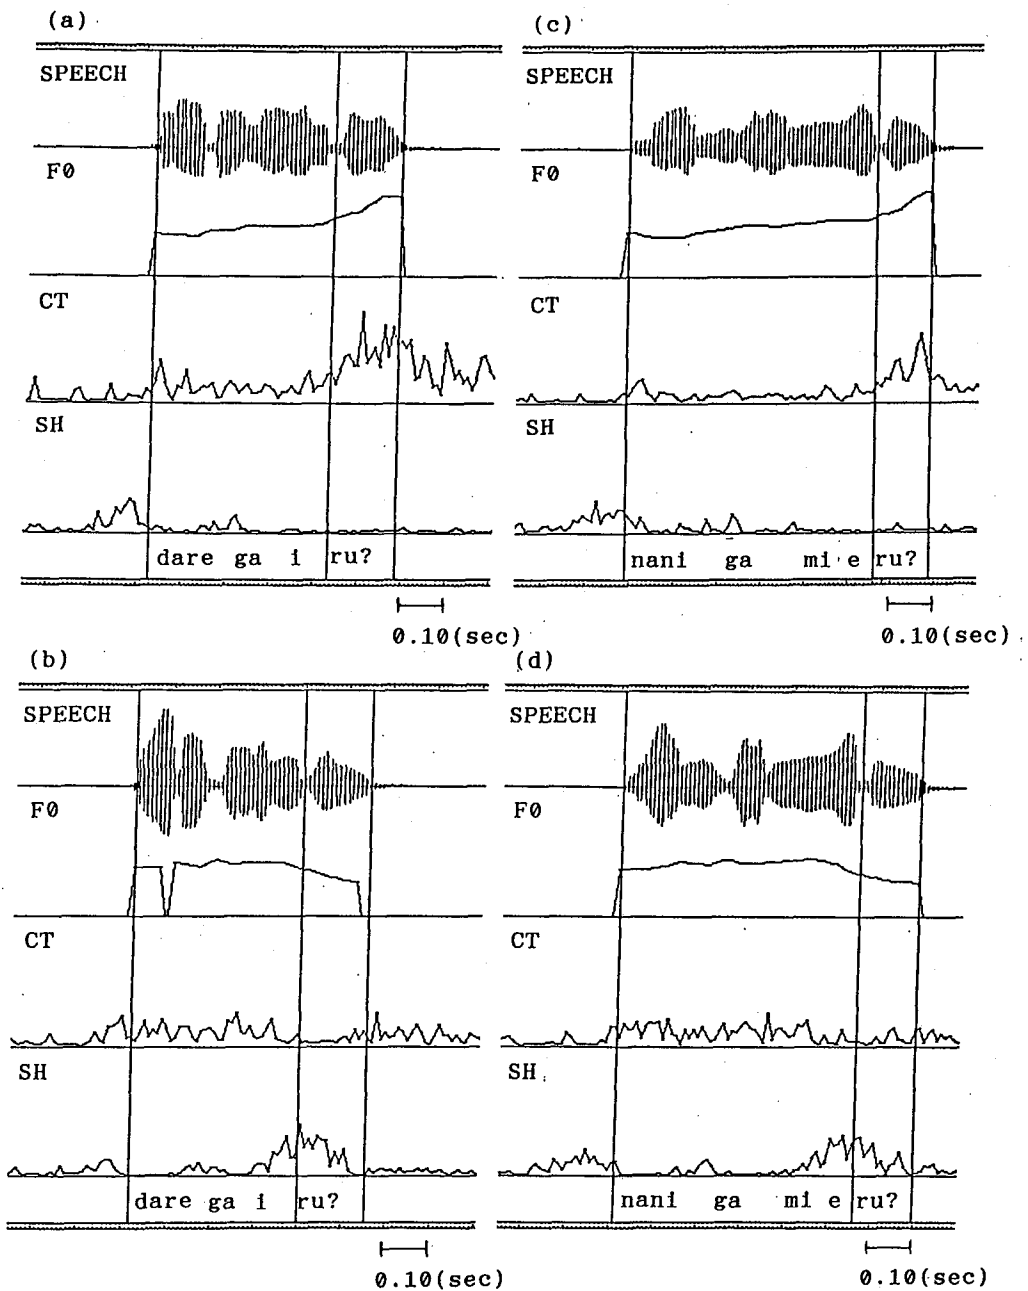 (a)
SPEECH
F0
CT
SH
dare ga i ru?
0.10(sec)
(c)
SPEECH
F0
CT
SH
nani ga mi e ru?
0.10(sec)
(b)
SPEECH
F0
CT
SH
dare ga i ru?
0.10(sec)
(d)
SPEECH
F0
CT
SH
nani ga mi e ru?
0.10(sec)